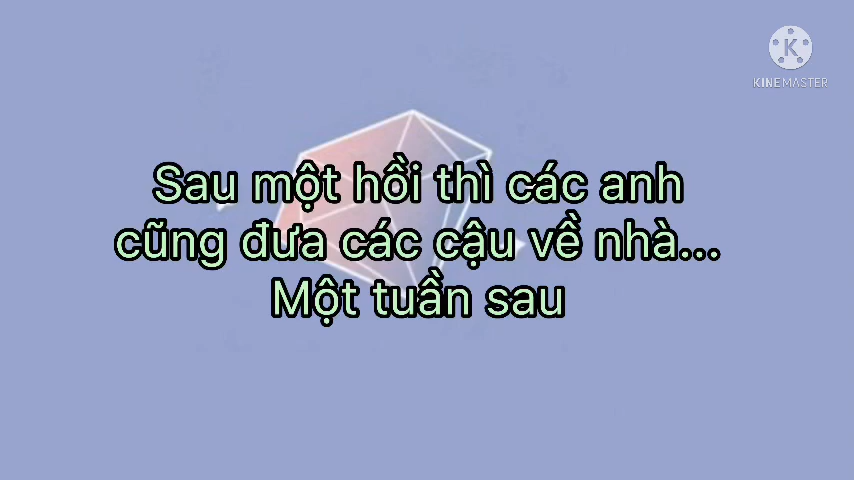 KINEMASTER
Sau một hồi thì các anh
cũng đưa các cậu về nhà...
Một tuần sau